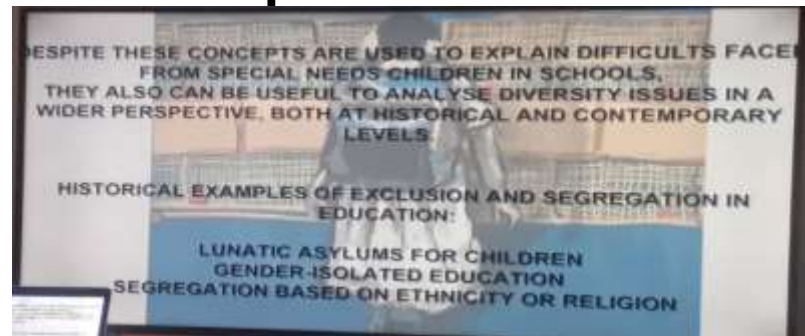 DESPITE THESE CONCEPTS ARE USED TO EXPLAIN DIFFICULTS FACED
FROM SPECIAL NEEDS CHILDREN IN SCHOOLS,
THEY ALSO CAN BE USEFUL TO ANALYSE DIVERSITY ISSUES IN A
WIDER PERSPECTIVE, BOTH AT HISTORICAL AND CONTEMPORARY
LEVELS.
HISTORICAL EXAMPLES OF EXCLUSION AND SEGREGATION IN
EDUCATION:
LUNATIC ASYLUMS FOR CHILDREN
GENDER-ISOLATED EDUCATION
SEGREGATION BASED ON ETHNICITY OR RELIGION